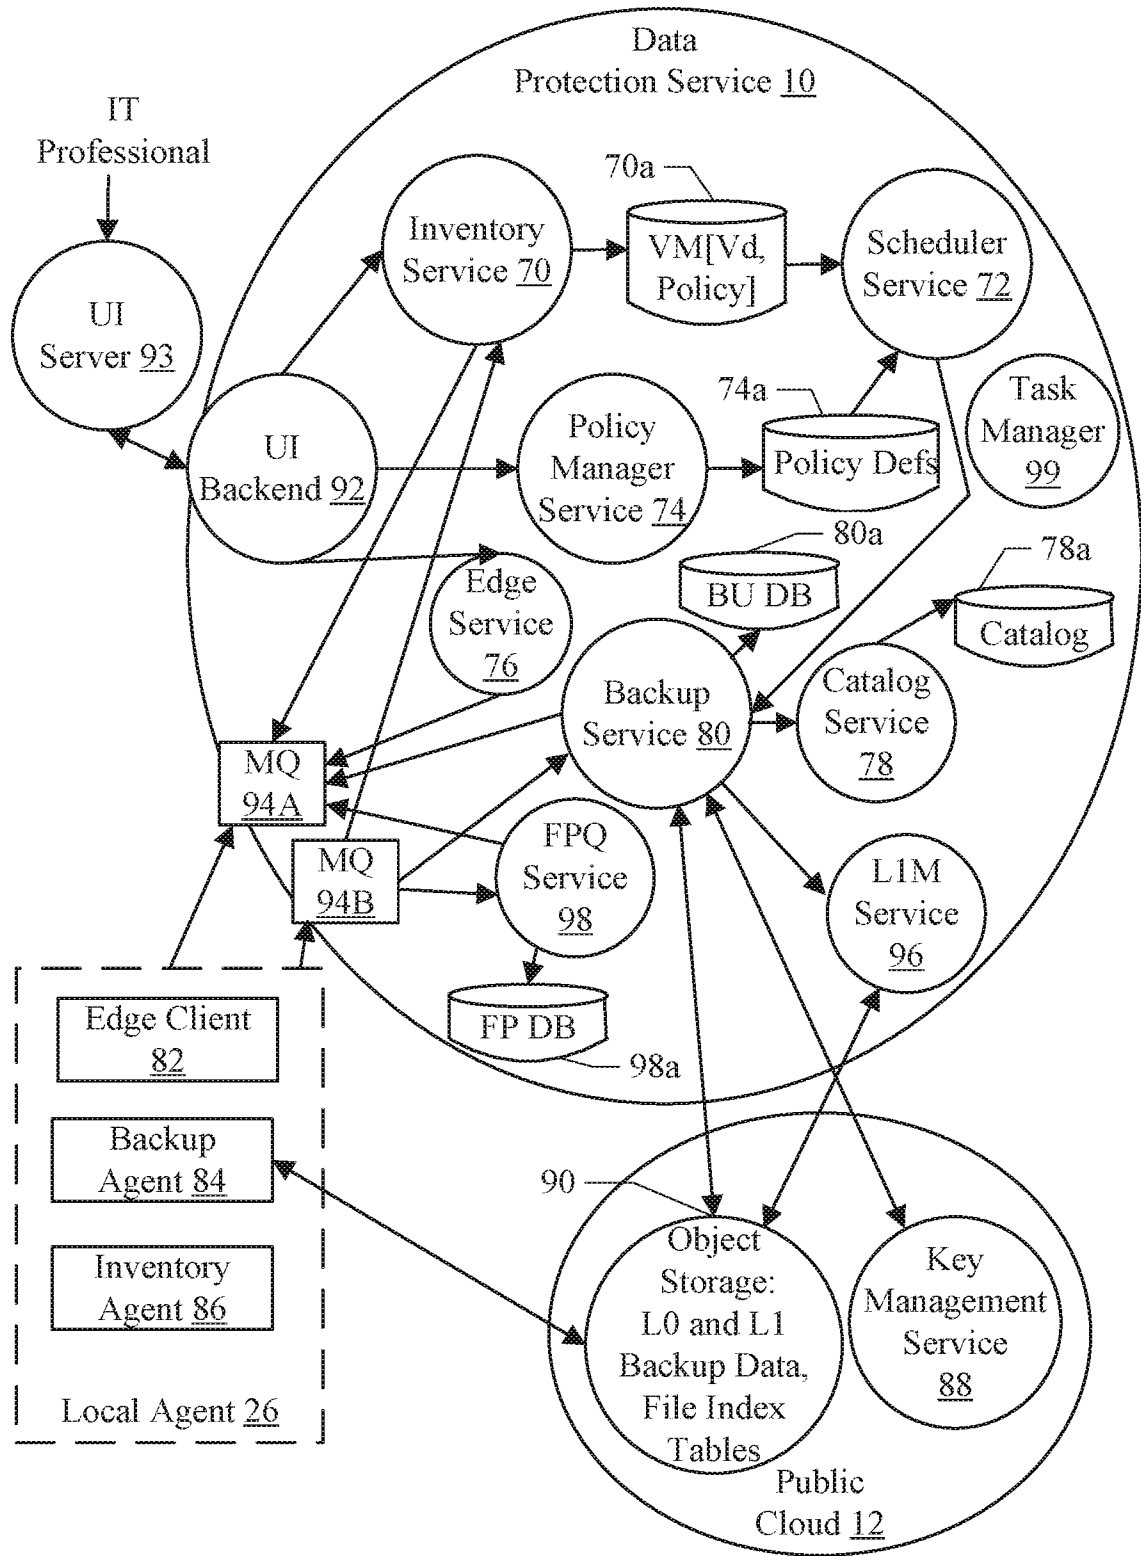 Data
Protection Service 10
IT
Professional
UI
Server 93
UI
Backend 92
Inventory
Service 70
70a
VM[Vd,
Policy]
Scheduler
Service 72
Policy
Manager
Service 74
74a
Policy Defs
Task
Manager
99
Edge
Service
76
80a
BU DB
78a
Catalog
Backup
Service 80
Catalog
Service
78
MQ
94A
MQ
94B
FPQ
Service
98
L1M
Service
96
FP DB
98a
Edge Client
82
Backup
Agent 84
Inventory
Agent 86
Local Agent 26
90
Object
Storage:
L0 and L1
Backup Data,
File Index
Tables
Key
Management
Service
88
Public
Cloud 12